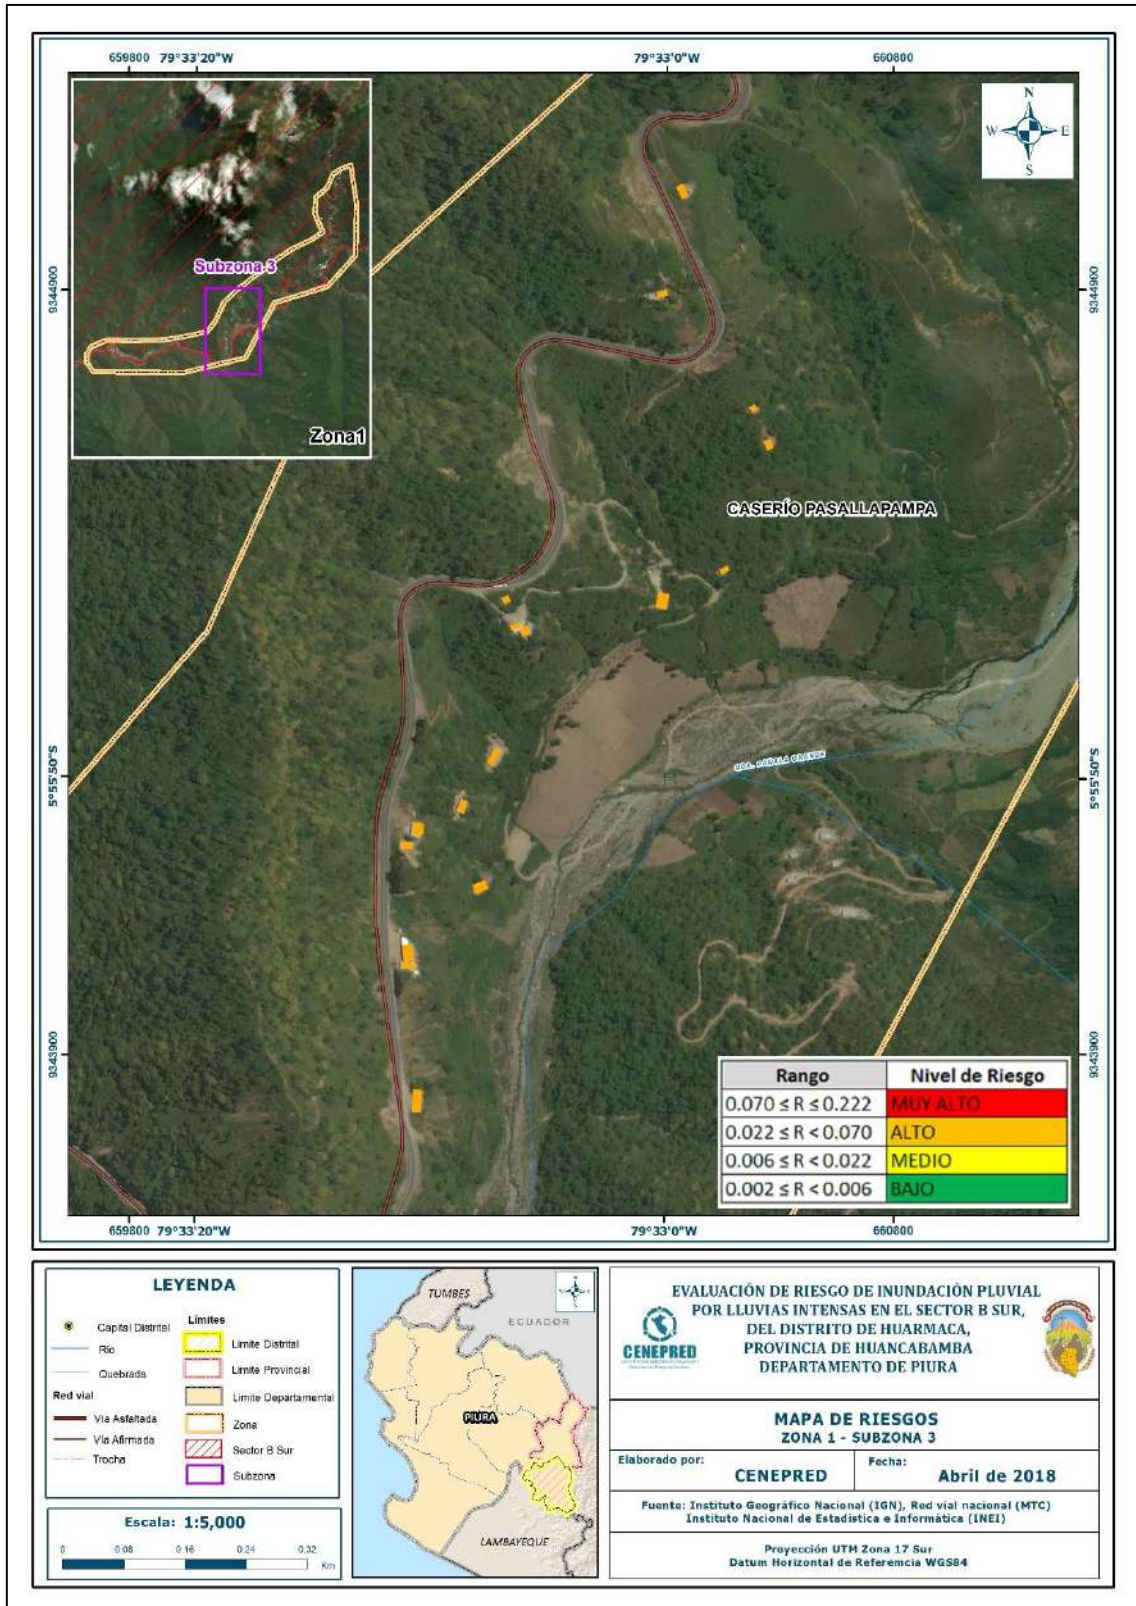 659800 79°33'20"W 79°33'0"W 660800
N
W E
S
Subzona 3
Zona1
9344900
9344900
CASERÍO PASALLAPAMPA
5°55'50"S
5°55'50"S
9343900
9343900
Rango Nivel de Riesgo
0.070 ≤ R ≤ 0.222 MUY ALTO
0.022 ≤ R < 0.070 ALTO
0.006 ≤ R < 0.022 MEDIO
0.002 ≤ R < 0.006 BAJO
659800 79°33'20"W 79°33'0"W 660800
LEYENDA
Capital Distrital
Río
Quebrada
Red vial
Vía Asfaltada
Vía Afirmada
Trocha
Límites
Límite Distrital
Límite Provincial
Límite Departamental
Zona
Sector B Sur
Subzona
Escala: 1:5,000
0 0.08 0.16 0.24 0.32
Km
TUMBES
ECUADOR
PIURA
LAMBAYEQUE
CENEPRED
EVALUACIÓN DE RIESGO DE INUNDACIÓN PLUVIAL
POR LLUVIAS INTENSAS EN EL SECTOR B SUR,
DEL DISTRITO DE HUARMACA,
PROVINCIA DE HUANCABAMBA
DEPARTAMENTO DE PIURA
MAPA DE RIESGOS
ZONA 1 - SUBZONA 3
Elaborado por:
CENEPRED
Fecha:
Abril de 2018
Fuente: Instituto Geográfico Nacional (IGN), Red vial nacional (MTC)
Instituto Nacional de Estadística e Informática (INEI)
Proyección UTM Zona 17 Sur
Datum Horizontal de Referencia WGS84